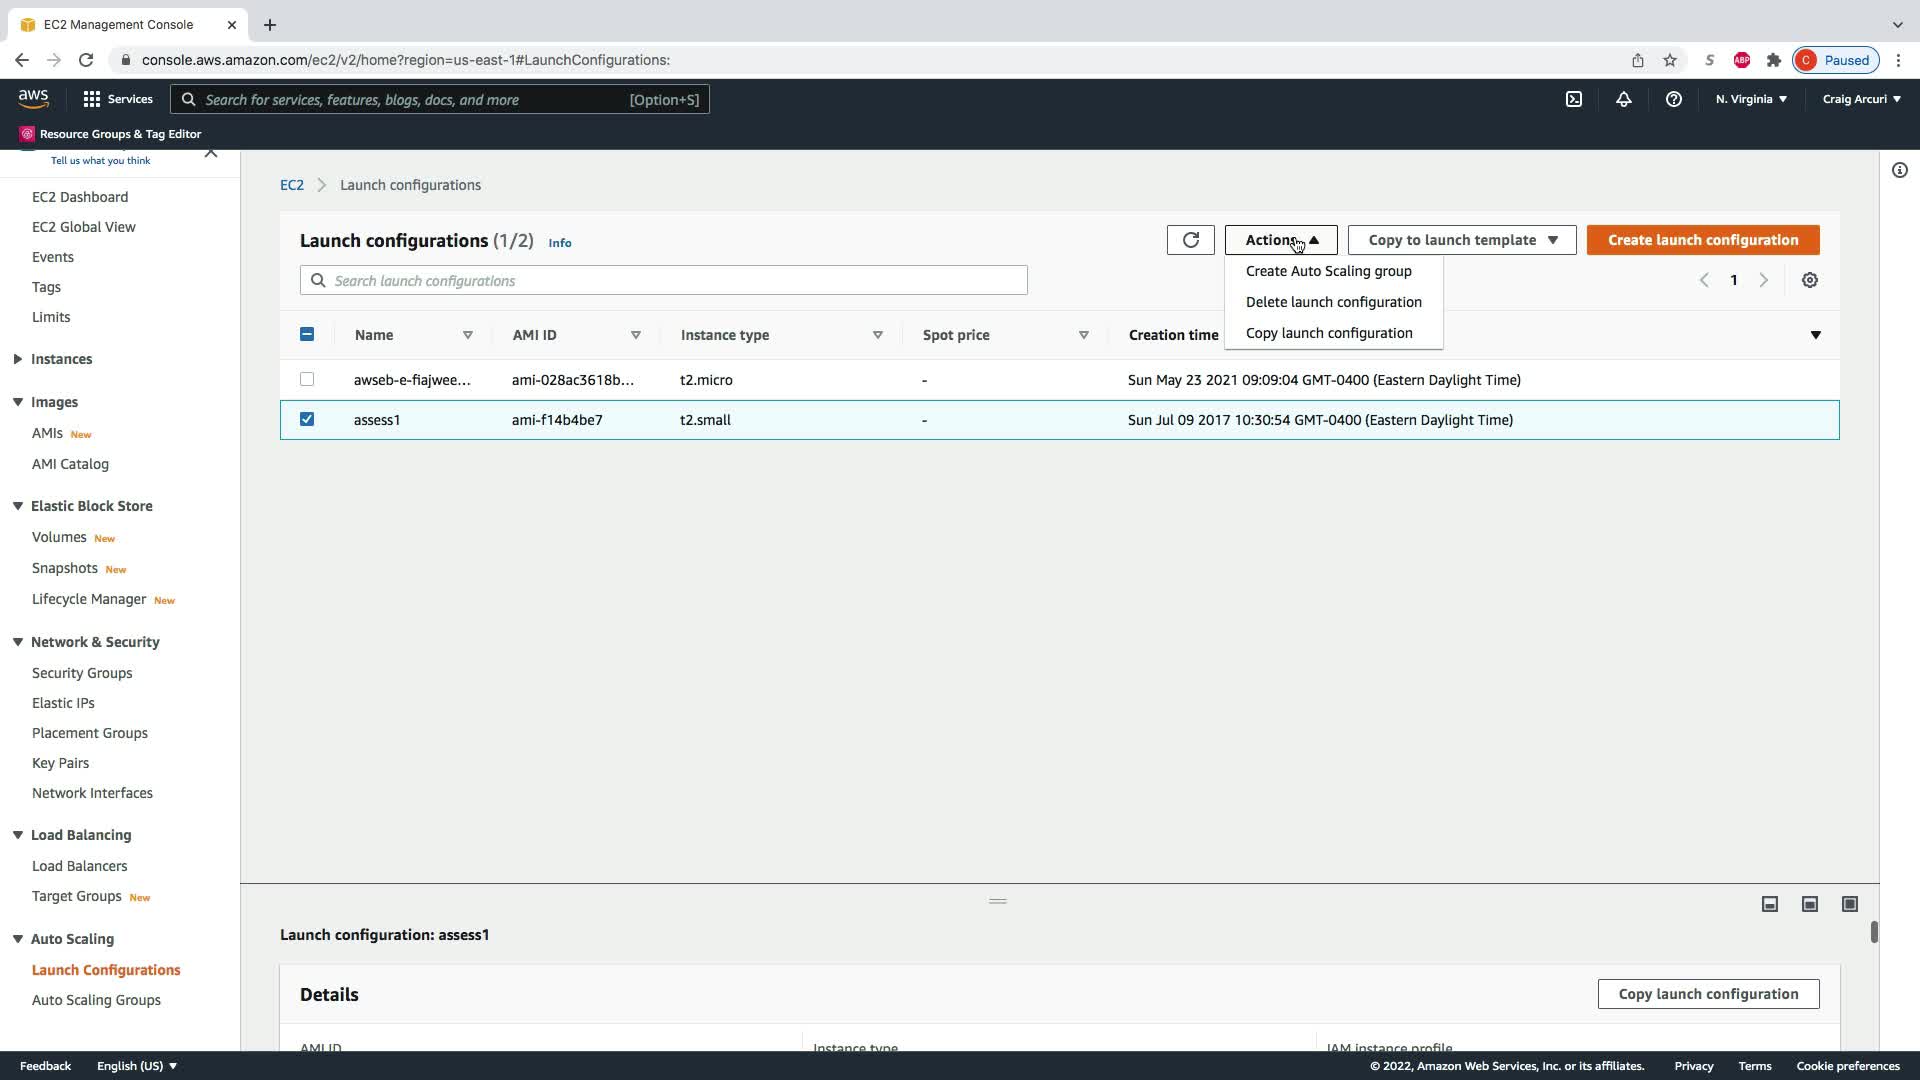 EC2 Management Console
console.aws.amazon.com/ec2/v2/home?region=us-east-1#LaunchConfigurations:
S
ABP
C Paused
aws
Services
Search for services, features, blogs, docs, and more [Option+S]
N. Virginia
Craig Arcuri
Resource Groups & Tag Editor
Tell us what you think
EC2 Dashboard
EC2 Global View
Events
Tags
Limits
Instances
Images
AMIs New
AMI Catalog
Elastic Block Store
Volumes New
Snapshots New
Lifecycle Manager New
Network & Security
Security Groups
Elastic IPs
Placement Groups
Key Pairs
Network Interfaces
Load Balancing
Load Balancers
Target Groups New
Auto Scaling
Launch Configurations
Auto Scaling Groups
EC2 > Launch configurations
Launch configurations (1/2) Info
Actions
Copy to launch template
Create launch configuration
Create Auto Scaling group
Delete launch configuration
Copy launch configuration
Search launch configurations
1
Name AMI ID Instance type Spot price Creation time
awseb-e-fiajwee... ami-028ac3618b... t2.micro - Sun May 23 2021 09:09:04 GMT-0400 (Eastern Daylight Time)
assess1 ami-f14b4be7 t2.small - Sun Jul 09 2017 10:30:54 GMT-0400 (Eastern Daylight Time)
Launch configuration: assess1
Details
Copy launch configuration
AMI ID Instance type IAM instance profile
Feedback English (US) © 2022, Amazon Web Services, Inc. or its affiliates. Privacy Terms Cookie preferences